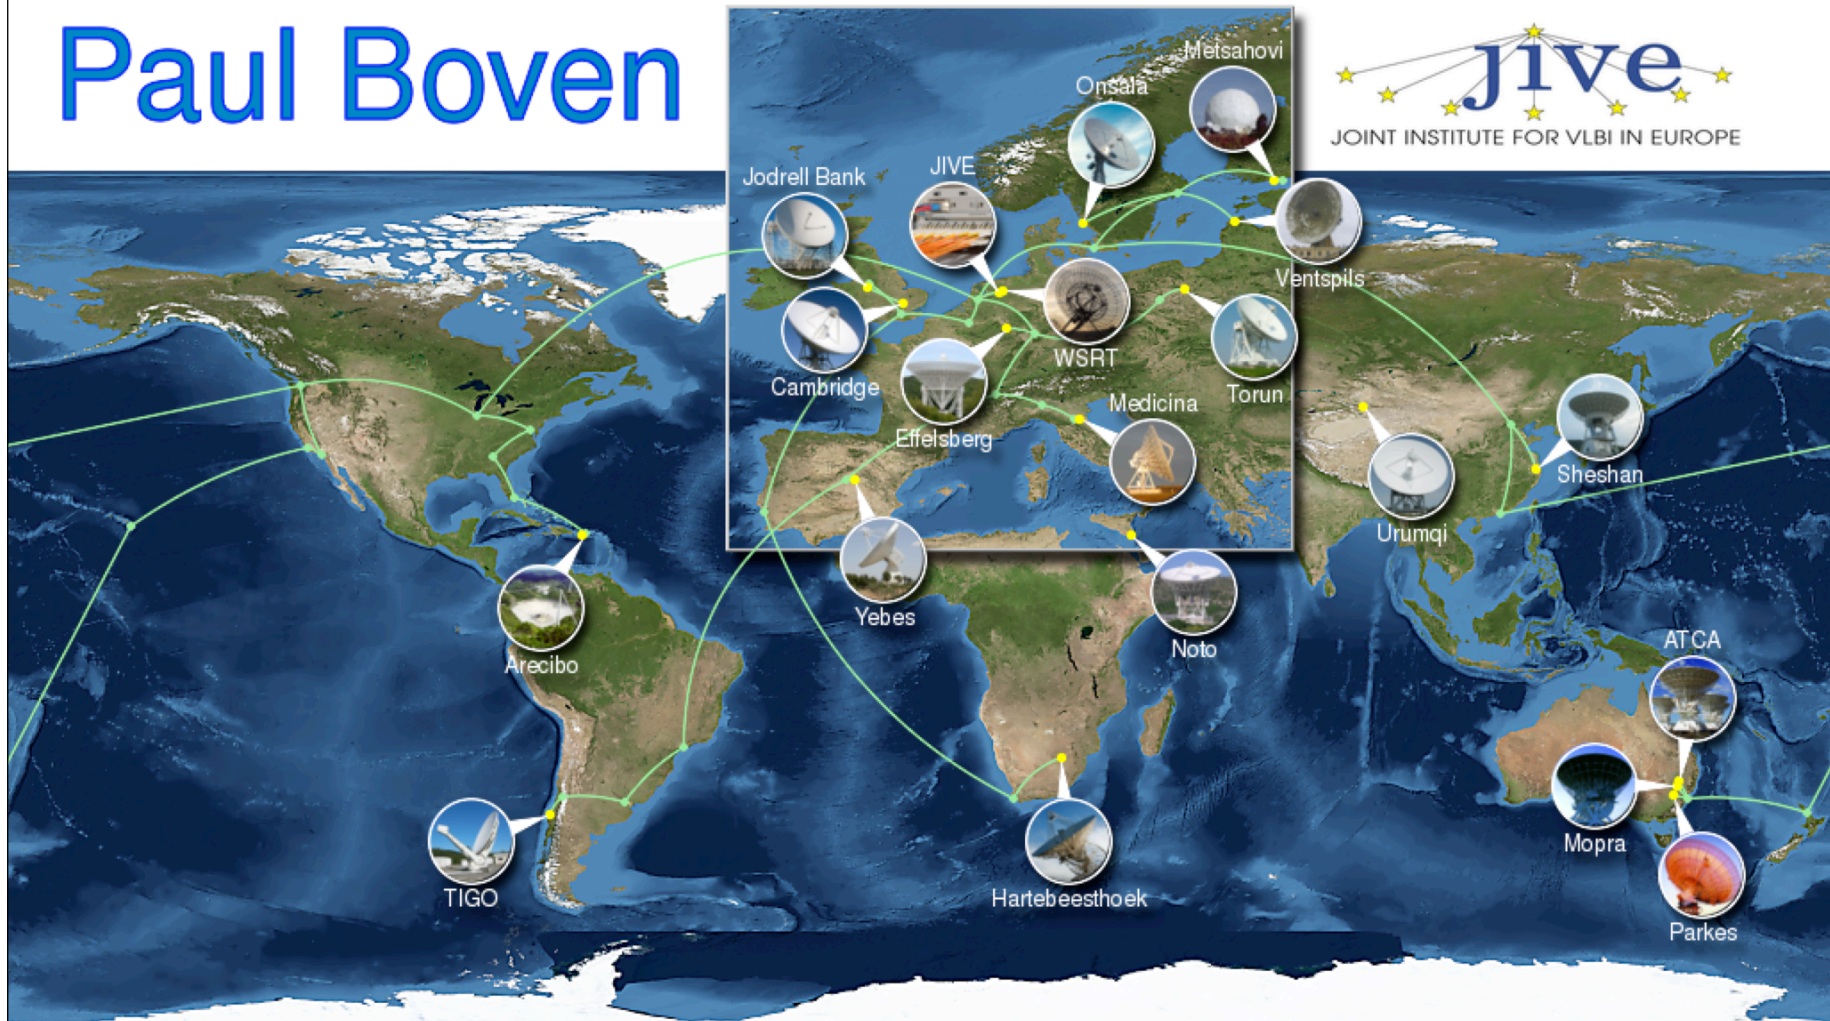 Paul Boven
jive
JOINT INSTITUTE FOR VLBI IN EUROPE
Metsahovi
Onsala
JIVE
Jodrell Bank
Ventspils
WSRT
Cambridge
Torun
Medicina
Effelsberg
Sheshan
Urumqi
Yebes
Noto
Arecibo
ATCA
Mopra
TIGO
Hartebeesthoek
Parkes